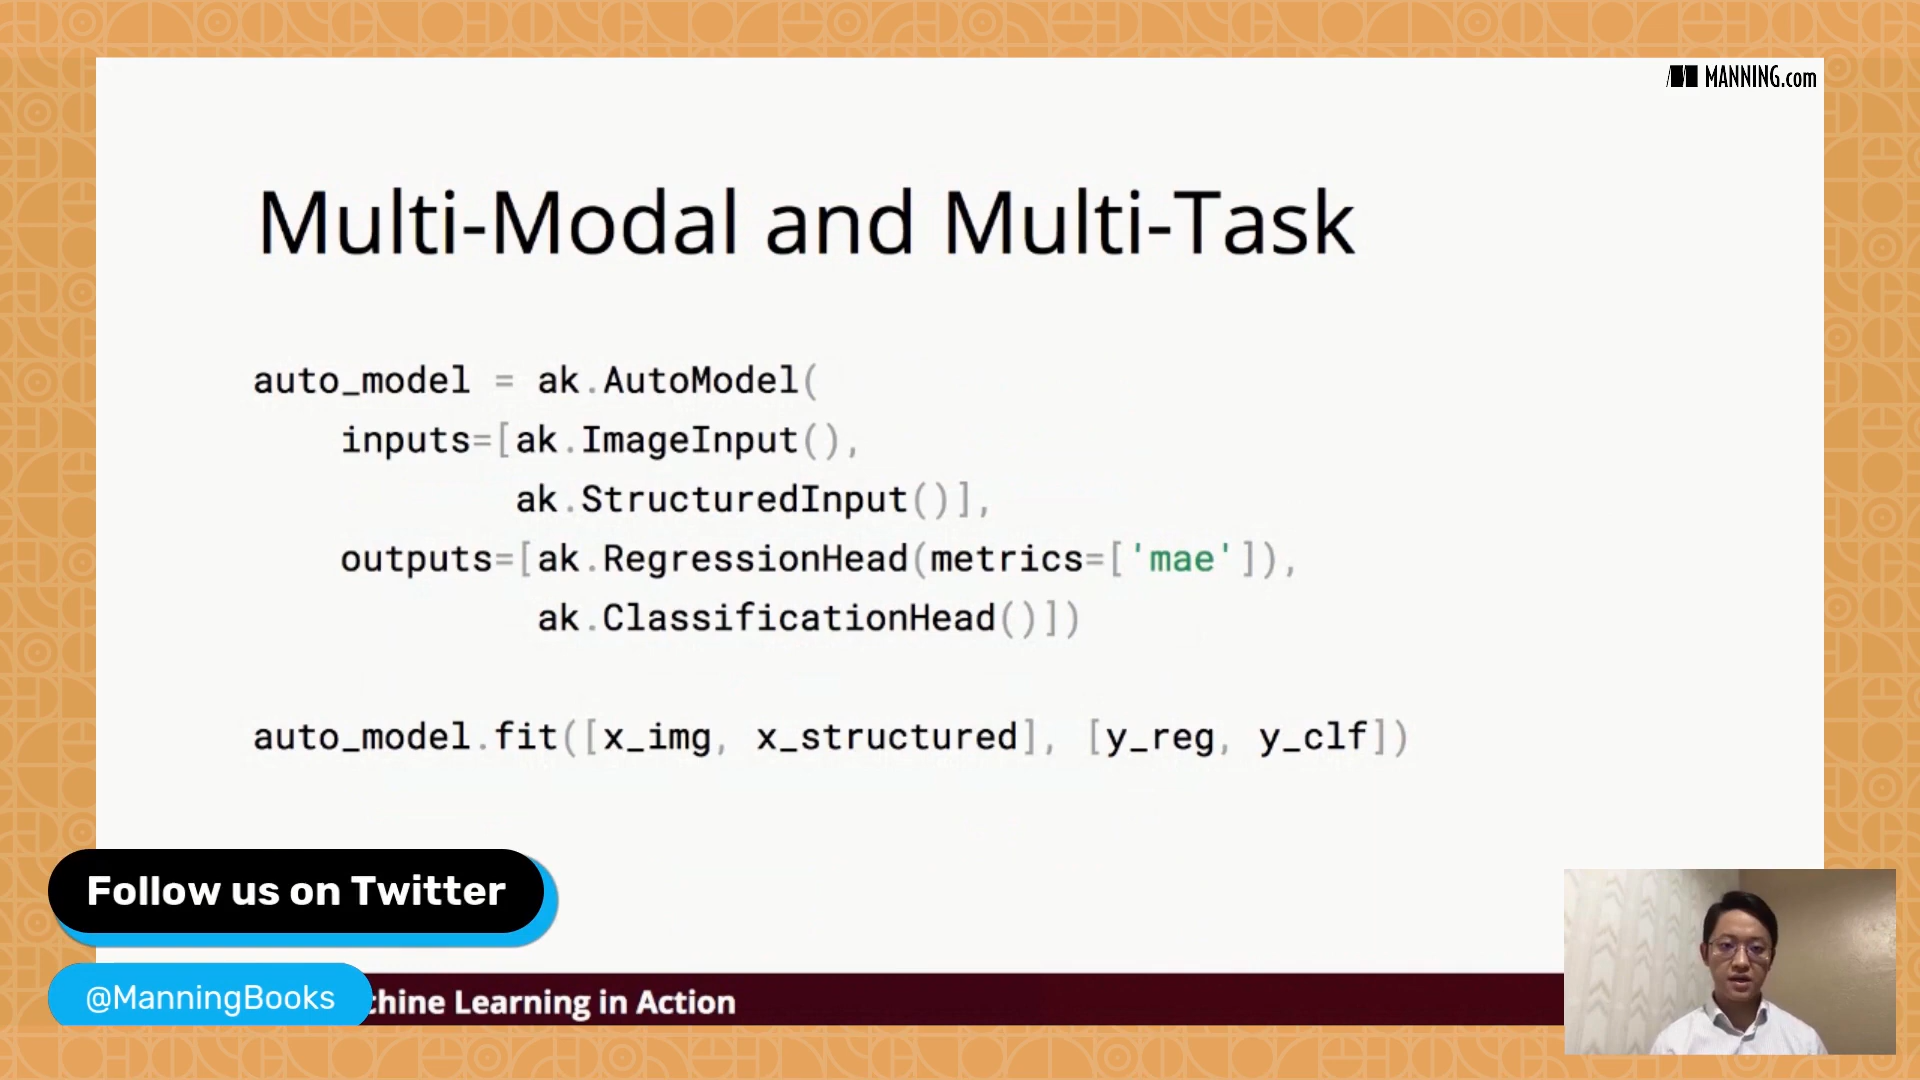 MANNING.com
Multi-Modal and Multi-Task
auto_model = ak.AutoModel(
inputs=[ak.ImageInput(),
ak.StructuredInput()],
outputs=[ak.RegressionHead(metrics=['mae']),
ak.ClassificationHead()])
auto_model.fit([x_img, x_structured], [y_reg, y_clf])
Follow us on Twitter
@ManningBooks
chine Learning in Action